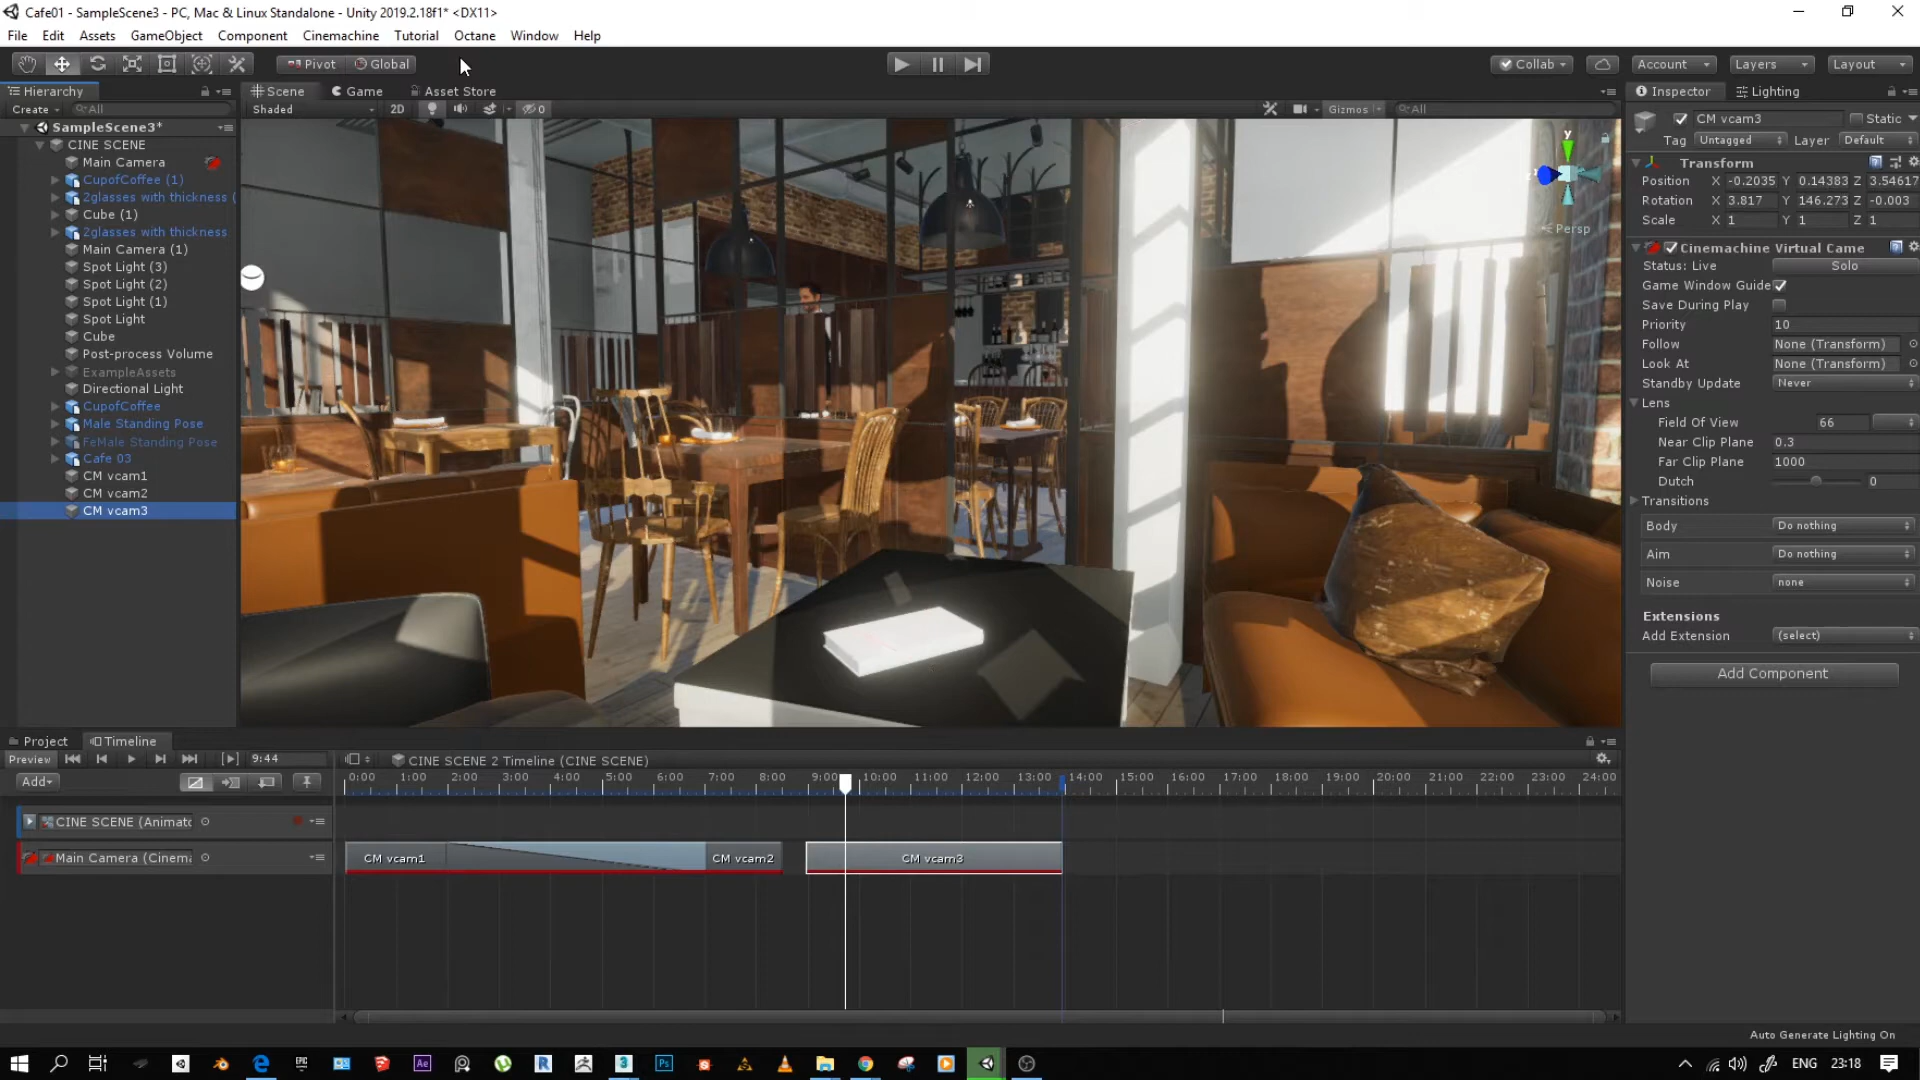 Cafe01 - SampleScene3 - PC, Mac & Linux Standalone - Unity 2019.2.18f1* <DX11>
File Edit Assets GameObject Component Cinemachine Tutorial Octane Window Help
Pivot Global Collab Account Layers Layout
Hierarchy Scene Game Asset Store Inspector Lighting
Create All Shaded 2D 0 Gizmos All
SampleScene3*
CINE SCENE
Main Camera
CupofCoffee (1)
2glasses with thickness (
Cube (1)
2glasses with thickness
Main Camera (1)
Spot Light (3)
Spot Light (2)
Spot Light (1)
Spot Light
Cube
Post-process Volume
ExampleAssets
Directional Light
CupofCoffee
Male Standing Pose
FeMale Standing Pose
Cafe 03
CM vcam1
CM vcam2
CM vcam3
y
Persp
CM vcam3 Static
Tag Untagged Layer Default
Transform
Position X -0.2035 Y 0.14383 Z 3.54617
Rotation X 3.817 Y 146.273 Z -0.003
Scale X 1 Y 1 Z 1
Cinemachine Virtual Came
Status: Live Solo
Game Window Guide
Save During Play
Priority 10
Follow None (Transform)
Look At None (Transform)
Standby Update Never
Lens
Field Of View 66
Near Clip Plane 0.3
Far Clip Plane 1000
Dutch 0
Transitions
Body Do nothing
Aim Do nothing
Noise none
Extensions
Add Extension (select)
Add Component
Project Timeline
Preview 9:44 CINE SCENE 2 Timeline (CINE SCENE)
Add 0:00 1:00 2:00 3:00 4:00 5:00 6:00 7:00 8:00 9:00 10:00 11:00 12:00 13:00 14:00 15:00 16:00 17:00 18:00 19:00 20:00 21:00 22:00 23:00 24:00
CINE SCENE (Animato
Main Camera (Cinema CM vcam1 CM vcam2 CM vcam3
Auto Generate Lighting On
EPIC Ae R 3 Ps ENG 23:18